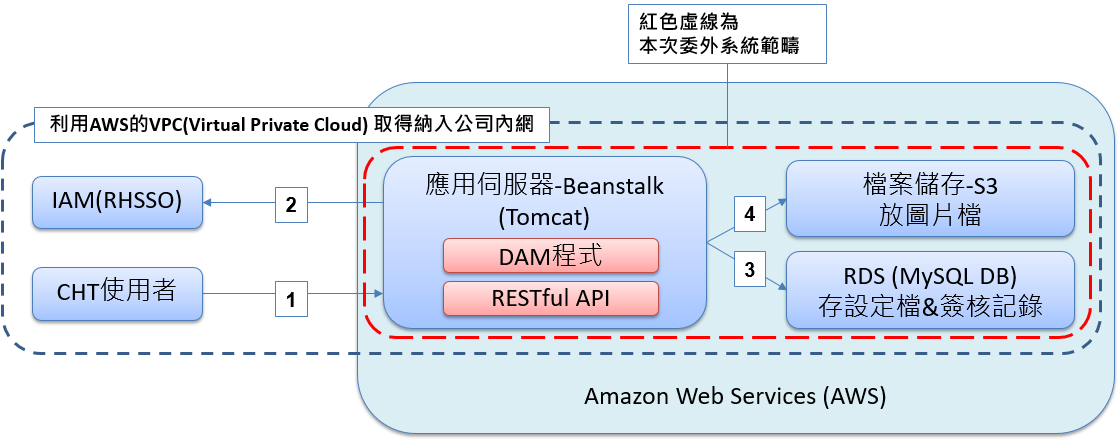 紅色虛線為
本次委外系統範疇
利用AWS的VPC(Virtual Private Cloud) 取得納入公司內網
IAM(RHSSO)
2
應用伺服器-Beanstalk
(Tomcat)
DAM程式
RESTful API
4
檔案儲存-S3
放圖片檔
CHT使用者
1
3
RDS (MySQL DB)
存設定檔&簽核記錄
Amazon Web Services (AWS)